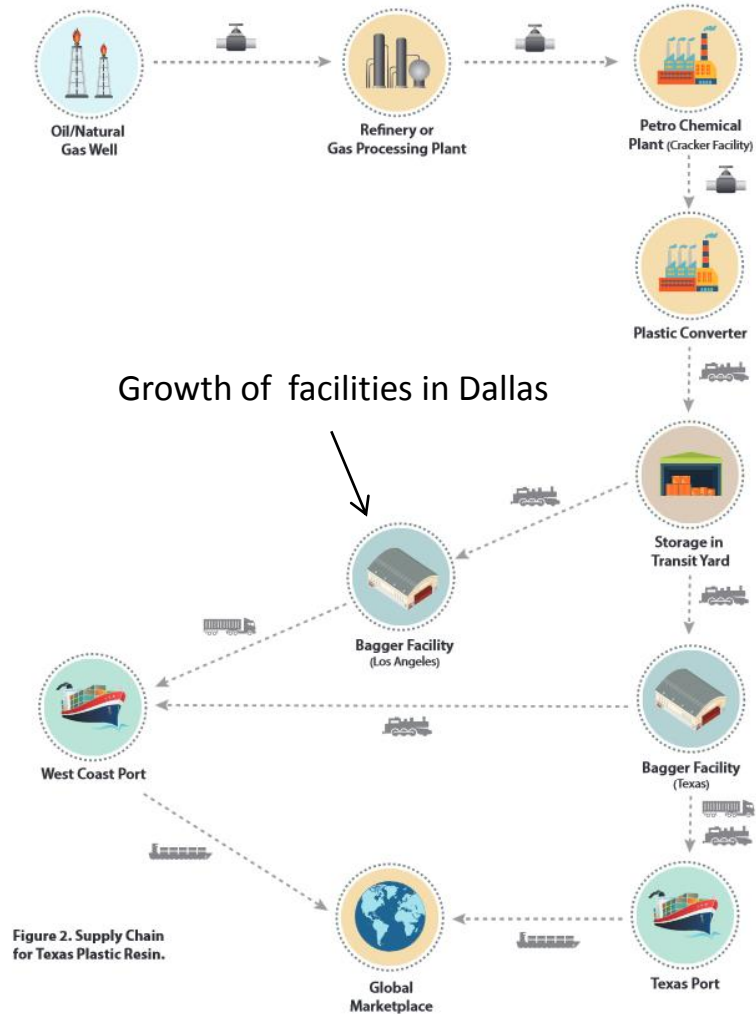 Oil/Natural
Gas Well
Refinery or
Gas Processing Plant
Petro Chemical
Plant (Cracker Facility)
Plastic Converter
Growth of  facilities in Dallas
Storage in
Transit Yard
Bagger Facility
(Los Angeles)
West Coast Port
Bagger Facility
(Texas)
Figure 2. Supply Chain
for Texas Plastic Resin.
Global
Marketplace
Texas Port